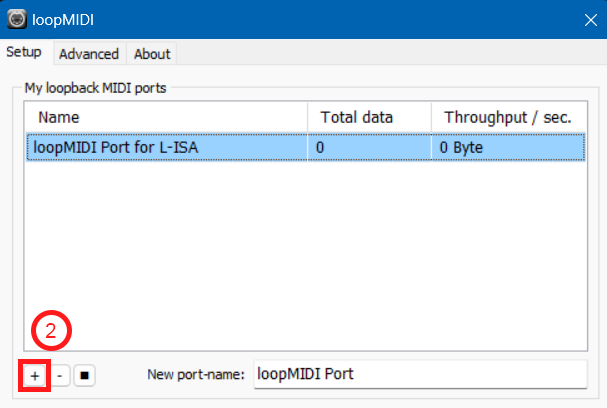 loopMIDI
Setup Advanced About
My loopback MIDI ports
Name Total data Throughput / sec.
loopMIDI Port for L-ISA 0 0 Byte
2
+ - New port-name: loopMIDI Port